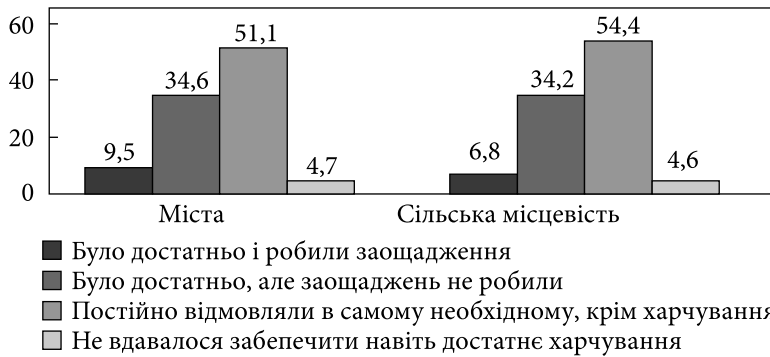 60
51,1
54,4
40
34,6
34,2
20
9,5
6,8
4,7
4,6
0
Міста
Сільська місцевість
Було достатньо і робили заощадження
Було достатньо, але заощаджень не робили
Постійно відмовляли в самому необхідному, крім харчування
Не вдавалося забепечити навіть достатнє харчування